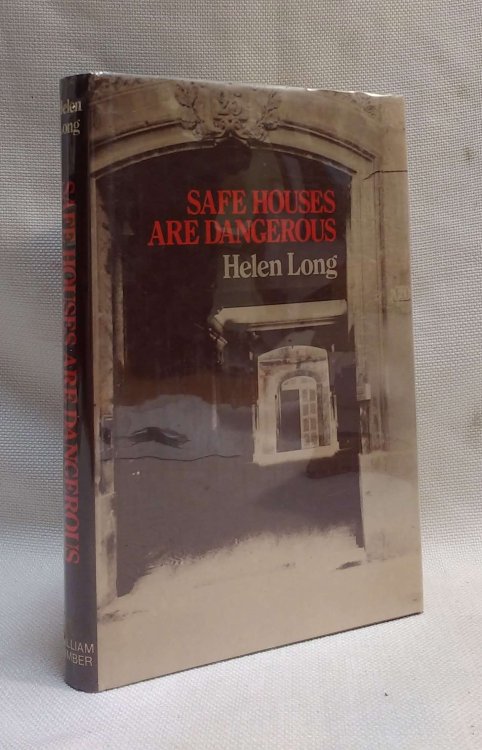 SAFE HOUSES
ARE DANGEROUS
Helen Long
Helen
Long
SAFE HOUSES ARE DANGEROUS